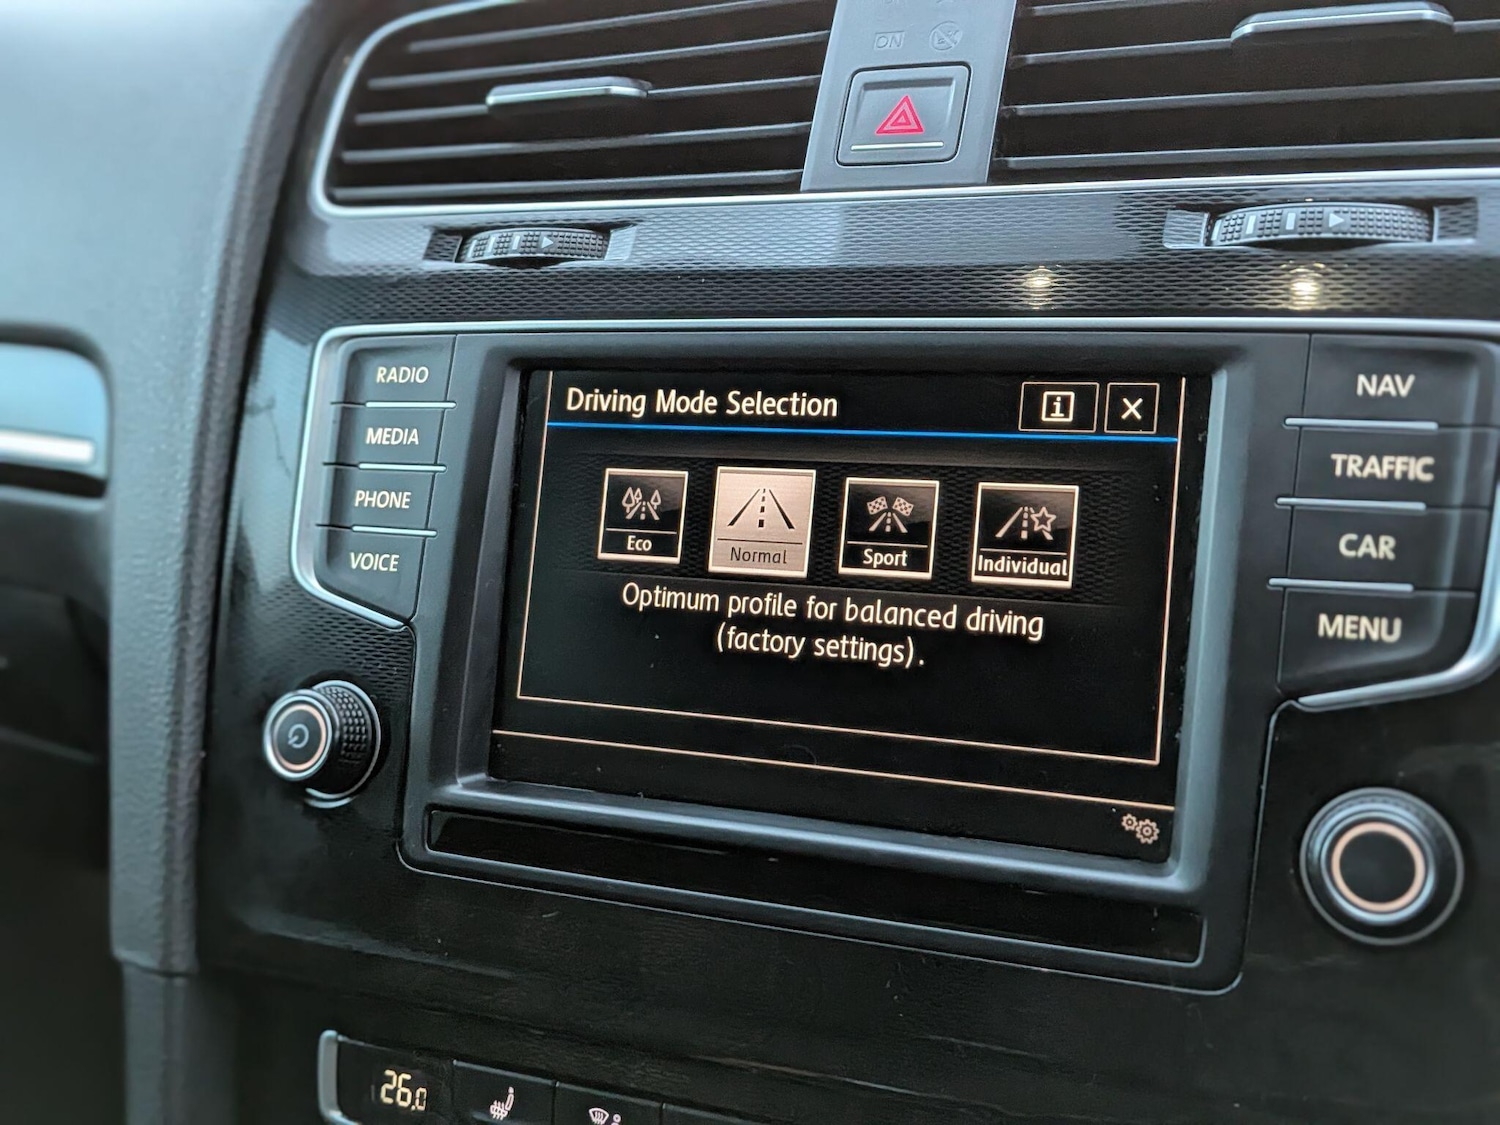 ON
RADIO
MEDIA
PHONE
VOICE
Driving Mode Selection
i
X
Eco
Normal
Sport
Individual
Optimum profile for balanced driving
(factory settings).
NAV
TRAFFIC
CAR
MENU
26.0